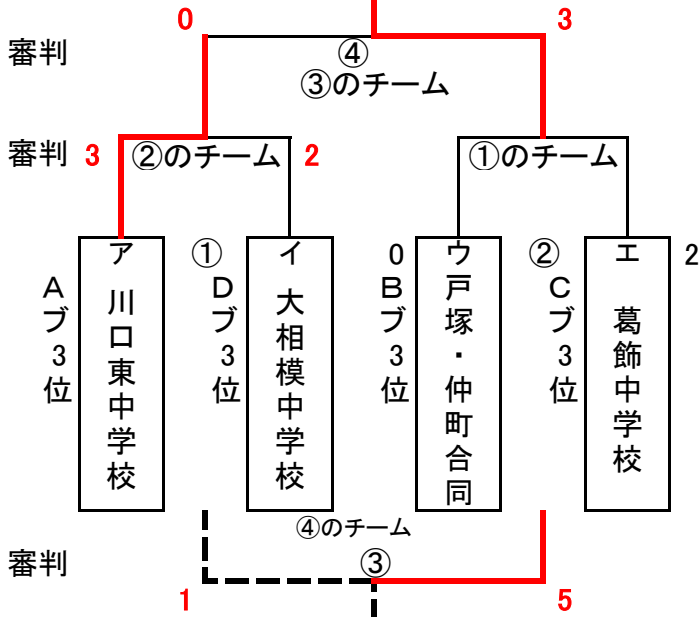 0
3
審判
④
③のチーム
審判
3
②のチーム
2
①のチーム
Aブ3位
ア 川口東中学校
①
Dブ3位
イ 大相模中学校
0
Bブ3位
ウ戸塚・仲町合同
②
Cブ3位
エ 葛飾中学校
2
④のチーム
審判
③
1
5